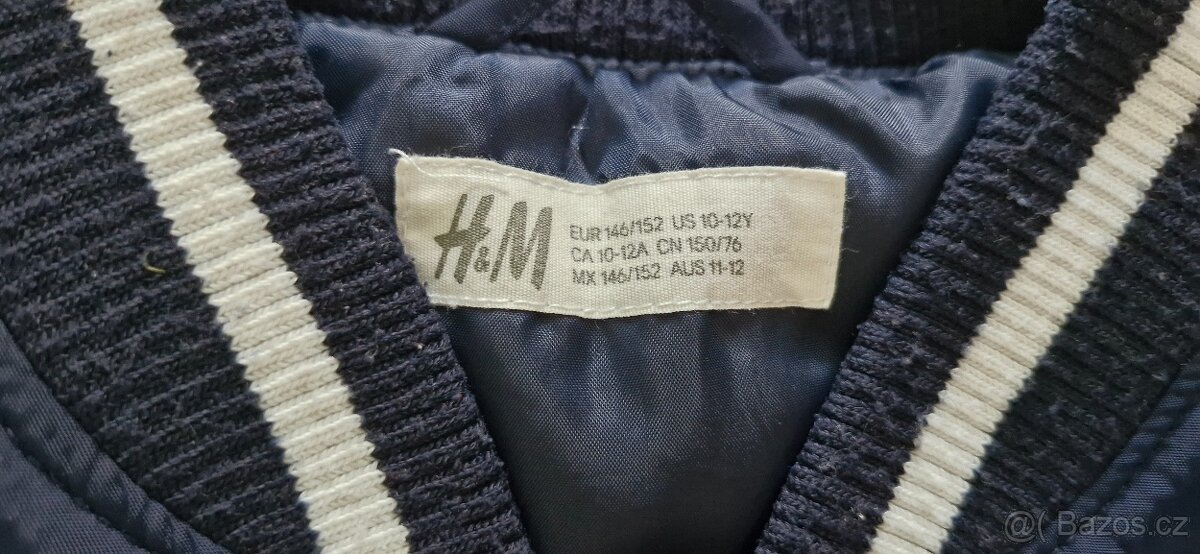 H&M
EUR 146/152 US 10-12Y
CA 10-12A CN 150/76
MX 146/152 AUS 11-12
@( Bazos.cz